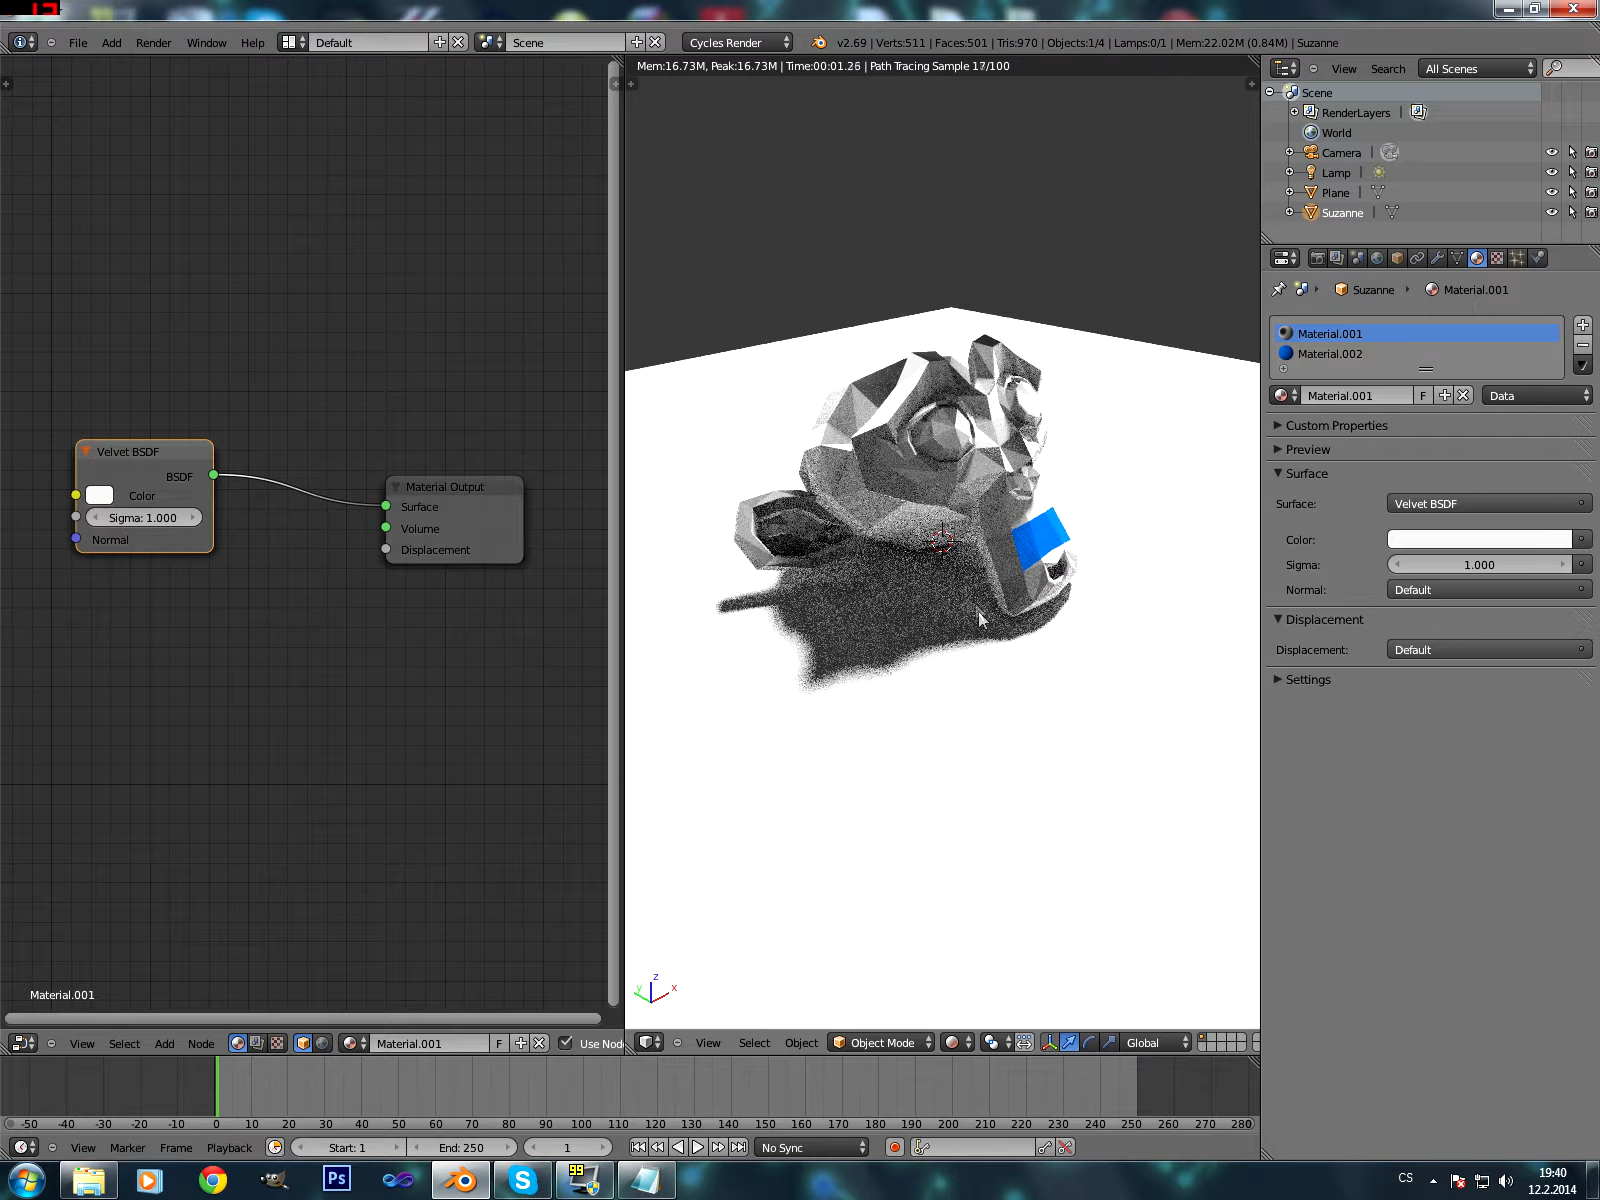 File Add Render Window Help Default Scene Cycles Render v2.69 | Verts:511 | Faces:501 | Tris:970 | Objects:1/4 | Lamps:0/1 | Mem:22.02M (0.84M) | Suzanne
Mem:16.73M, Peak:16.73M | Time:00:01.26 | Path Tracing Sample 17/100
View Search All Scenes
Scene
RenderLayers |
World
Camera |
Lamp |
Plane |
Suzanne |
Suzanne Material.001
Material.001
Material.002
Material.001 F Data
Custom Properties
Preview
Surface
Surface: Velvet BSDF
Color:
Sigma: 1.000
Normal: Default
Displacement
Displacement: Default
Settings
Velvet BSDF
BSDF
Color
Sigma: 1.000
Normal
Material Output
Surface
Volume
Displacement
z
y x
Material.001
View Select Add Node Material.001 F Use Nod
View Select Object Object Mode Global
-50 -40 -30 -20 -10 0 10 20 30 40 50 60 70 80 90 100 110 120 130 140 150 160 170 180 190 200 210 220 230 240 250 260 270 280
View Marker Frame Playback Start: 1 End: 250 1 No Sync
Ps
S
99
CS
19:40
12.2.2014